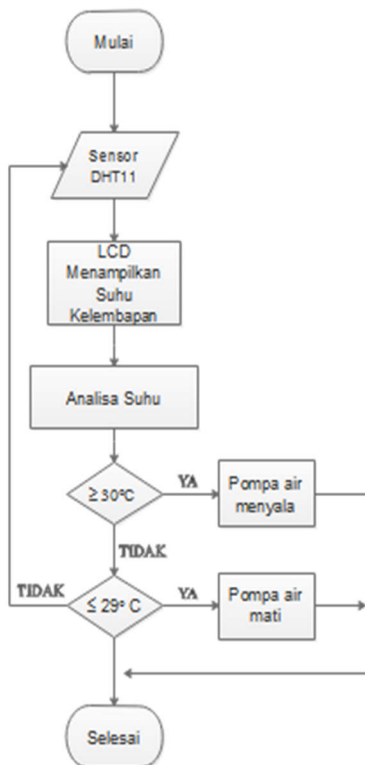 Mulai
Sensor
DHT11
LCD
Menampilkan
Suhu
Kelembapan
Analisa Suhu
≥ 30°C
YA
Pompa air
menyala
TIDAK
TIDAK
≤ 29° C
YA
Pompa air
mati
Selesai